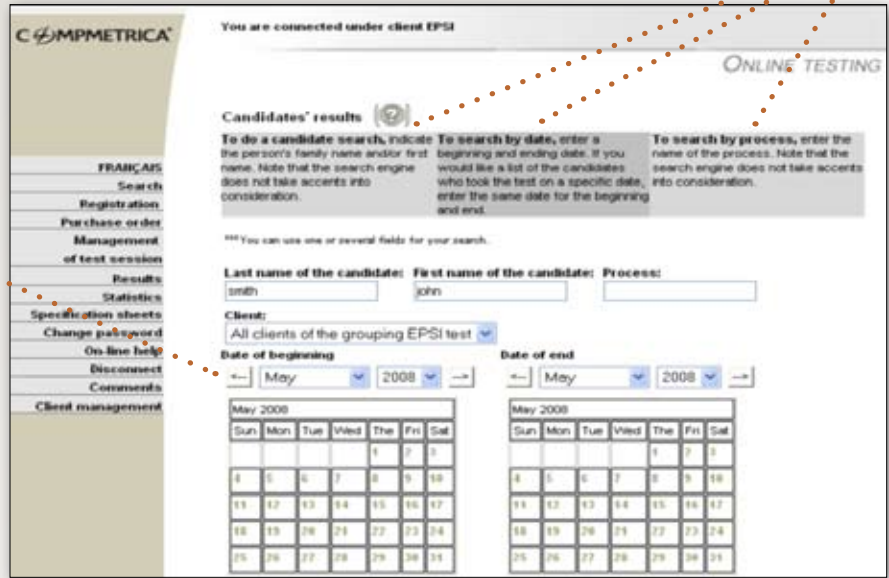 COMPMETRICA
You are connected under client EPSI
ONLINE TESTING
Candidates' results (?)
To do a candidate search, indicate
the person's family name and/or first
name. Note that the search engine
does not take accents into
consideration.
To search by date, enter a
beginning and ending date. If you
would like a list of the candidates
who took the test on a specific date,
enter the same date for the beginning
and end.
To search by process, enter the
name of the process. Note that the
search engine does not take accents
into consideration.
FRANÇAIS
Search
Registration
Purchase order
Management
of test session
Results
Statistics
Specification sheets
Change password
On-line help
Disconnect
Comments
Client management
***You can use one or several fields for your search.
Last name of the candidate: First name of the candidate: Process:
smith john
Client:
All clients of the grouping EPSI test
Date of beginning
<-- May 2008 -->
May 2008
Sun Mon Tue Wed The Fri Sat
1 2 3
4 5 6 7 8 9 10
11 12 13 14 15 16 17
18 19 20 21 22 23 24
25 26 27 28 29 30 31
Date of end
<-- May 2008 -->
May 2008
Sun Mon Tue Wed The Fri Sat
1 2 3
4 5 6 7 8 9 10
11 12 13 14 15 16 17
18 19 20 21 22 23 24
25 26 27 28 29 30 31